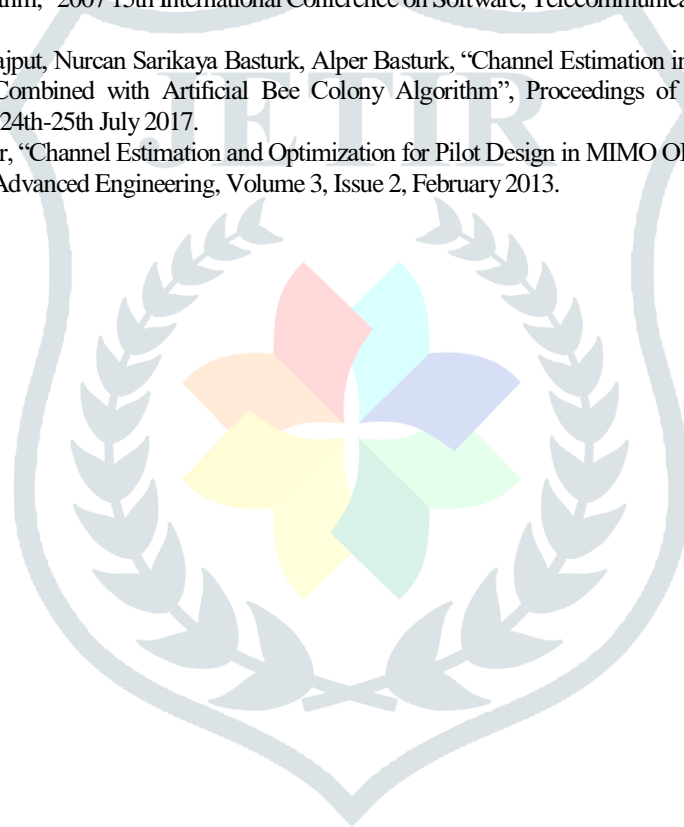 thm," 2007 15th International Conference on Software, Telecommunica
ajput, Nurcan Sarikaya Basturk, Alper Basturk, “Channel Estimation in
Combined with Artificial Bee Colony Algorithm”, Proceedings of
24th-25th July 2017.
r, “Channel Estimation and Optimization for Pilot Design in MIMO O
Advanced Engineering, Volume 3, Issue 2, February 2013.
JETIR